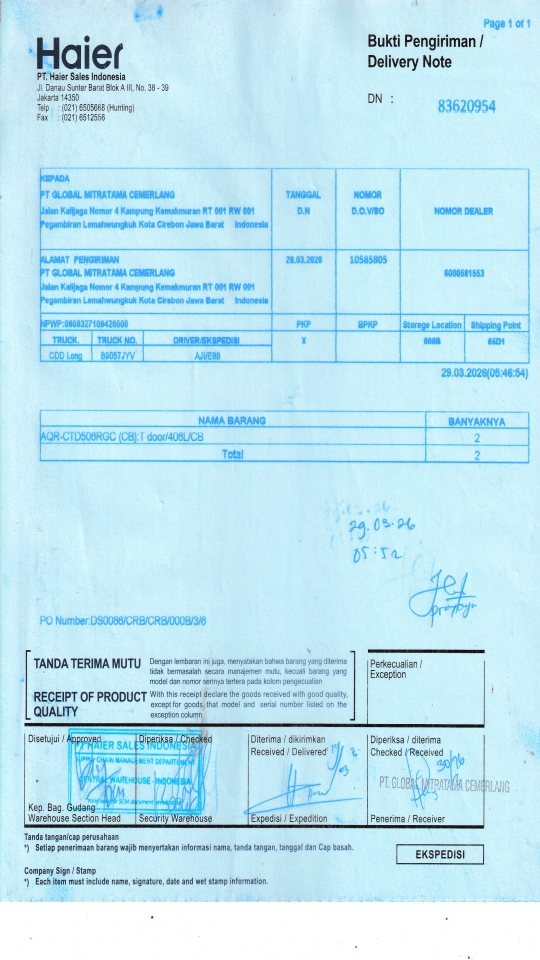 Page 1 of 1
Haier
Bukti Pengiriman /
Delivery Note
PT. Haier Sales Indonesia
Jl. Danau Sunter Barat Blok A III, No. 38 - 39
Jakarta 14350
Telp : (021) 6505668 (Hunting)
Fax : (021) 6512556
DN : 83620954
KEPADA
PT GLOBAL MITRATAMA CEMERLANG
Jalan Kalijaga Nomor 4 Kampung Kemakmuran RT 001 RW 001
Pegambiran Lemahwungkuk Kota Cirebon Jawa Barat Indonesia
TANGGAL
D.N
NOMOR
D.O./SO
NOMOR DEALER
ALAMAT PENGIRIMAN
PT GLOBAL MITRATAMA CEMERLANG
Jalan Kalijaga Nomor 4 Kampung Kemakmuran RT 001 RW 001
Pegambiran Lemahwungkuk Kota Cirebon Jawa Barat Indonesia
29.03.2026
10585805
6000581553
NPWP:0908327109426000
PKP
BPKP
Storege Location
Shipping Point
TRUCK.
TRUCK NO.
DRIVER/EKSPEDISI
X
000B
65D1
CDD Long
B9057JYV
AJI/E60
29.03.2026(05:46:54)
NAMA BARANG
BANYAKNYA
AQR-CTD506RGC (CB):T door/406L/CB
2
Total
2
29.03.26
05:52
PO Number:DS0086/CRB/CRB/000B/3/6
TANDA TERIMA MUTU
Dengan lembaran ini juga, menyatakan bahwa barang yang diterima
tidak bermasalah secara manajemen mutu, kecuali barang yang
model dan nomor serinya tertera pada kolom pengecualian
RECEIPT OF PRODUCT
QUALITY
With this receipt declare the goods received with good quality,
except for goods that model and serial number listed on the
exception column
Perkecualian /
Exception
Disetujui / Approved
Diperiksa / Checked
Diterima / dikirimkan
Received / Delivered
Diperiksa / diterima
Checked / Received
PT HAIER SALES INDONESIA
SUPPLY CHAIN MANAGEMENT DEPARTMENT
CENTRAL WAREHOUSE - INDONESIA
PT. GLOBAL MITRATAMA CEMERLANG
Kep. Bag. Gudang
Warehouse Section Head
Security Warehouse
Expedisi / Expedition
Penerima / Receiver
Tanda tangan/cap perusahaan
*) Setiap penerimaan barang wajib menyertakan informasi nama, tanda tangan, tanggal dan Cap basah.
EKSPEDISI
Company Sign / Stamp
*) Each item must include name, signature, date and wet stamp information.